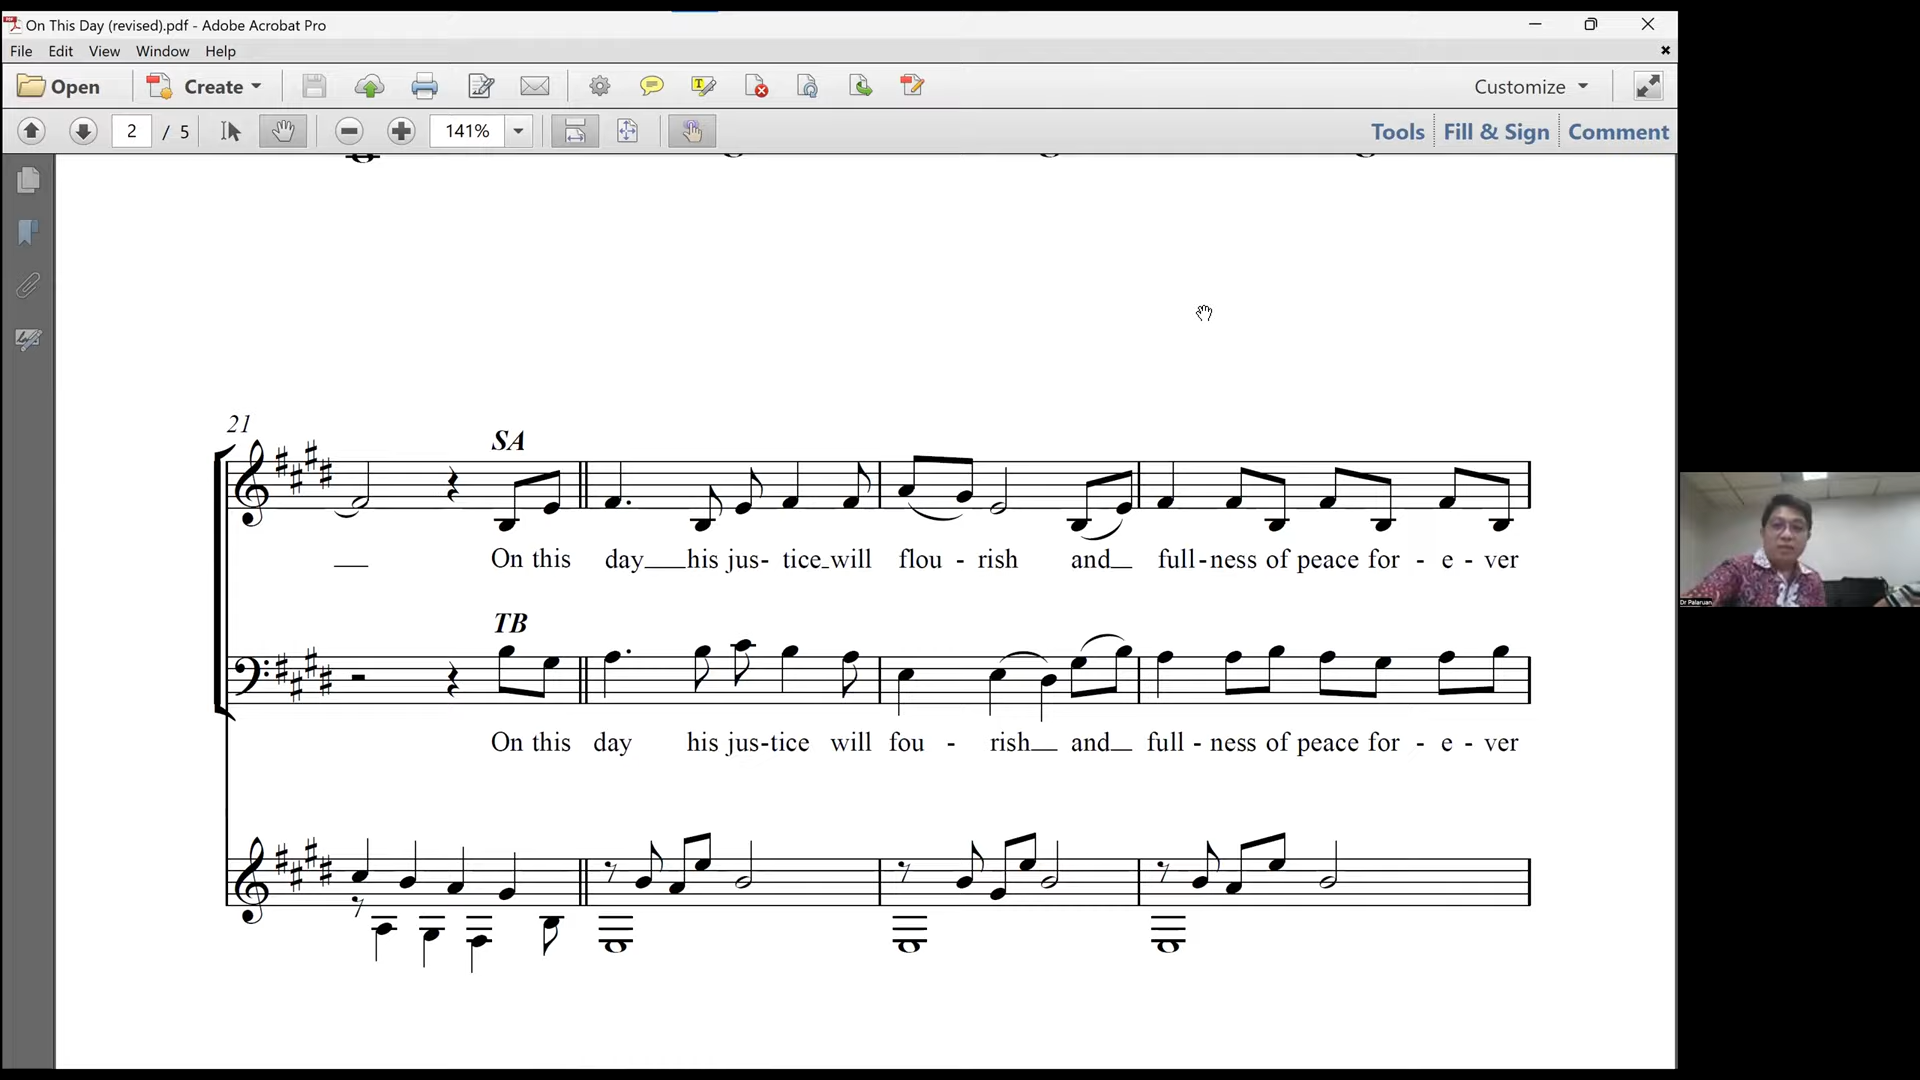 On This Day (revised).pdf - Adobe Acrobat Pro
File Edit View Window Help
Open Create Customize
2 / 5 141% Tools Fill & Sign Comment
21
SA
On this day his jus- tice will flou - rish and full - ness of peace for - e - ver
TB
On this day his jus-tice will fou - rish and full - ness of peace for - e - ver
Dr Palaruan